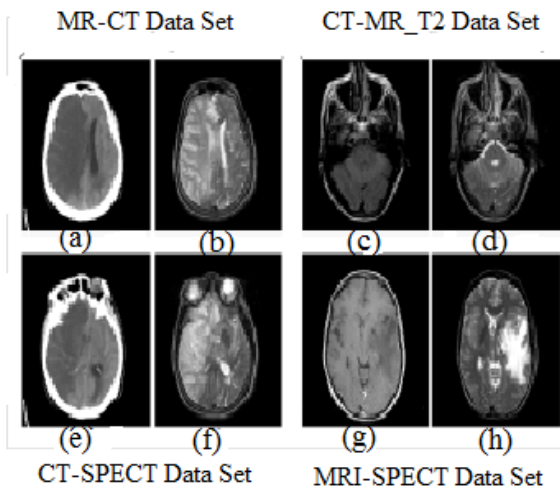 MR-CT Data Set
CT-MR_T2 Data Set
(a)
(b)
(c)
(d)
(e)
(f)
(g)
(h)
CT-SPECT Data Set
MRI-SPECT Data Set